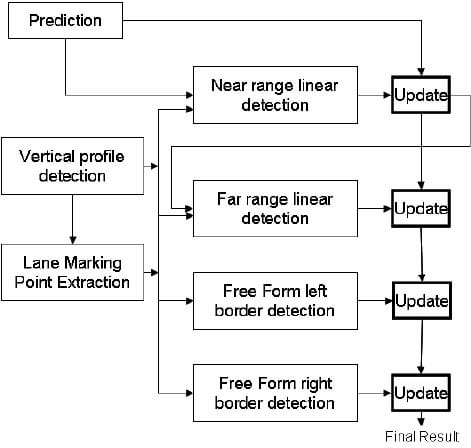 Prediction
Near range linear
detection
Update
Vertical profile
detection
Far range linear
detection
Update
Lane Marking
Point Extraction
Free Form left
border detection
Update
Free Form right
border detection
Update
Final Result